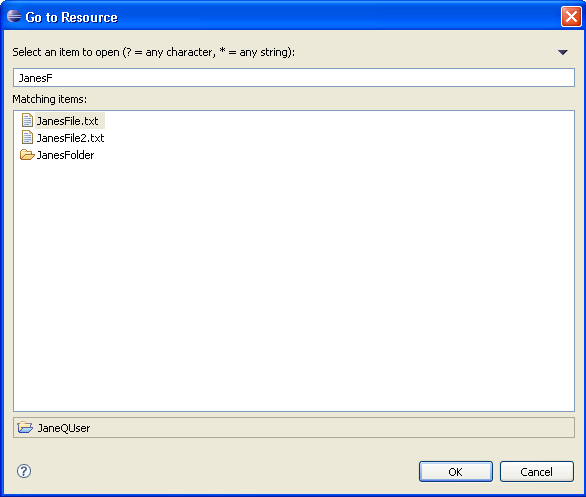 Go to Resource
Select an item to open (? = any character, * = any string):
JanesF
Matching items:
JanesFile.txt
JanesFile2.txt
JanesFolder
JaneQUser
?
OK Cancel